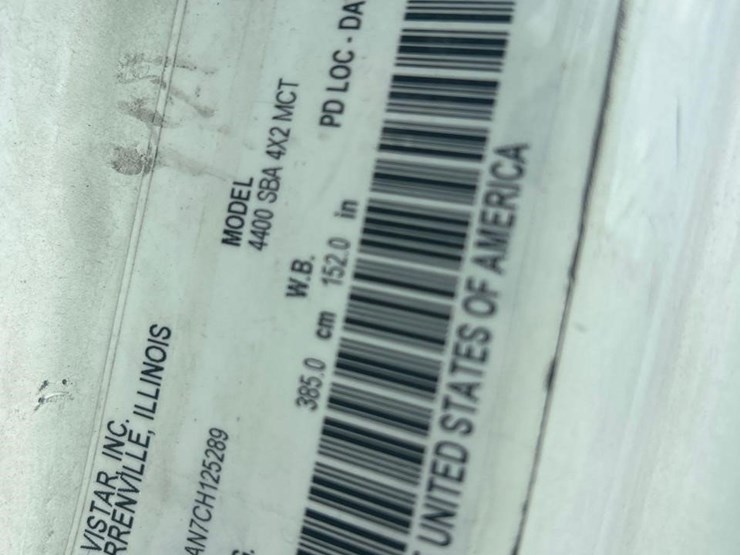 VISTAR, INC.
RRENVILLE, ILLINOIS
MODEL
4400 SBA 4X2 MCT
AN7CH125289
W.B.
385.0 cm 152.0 in
PD LOC - DA
UNITED STATES OF AMERICA